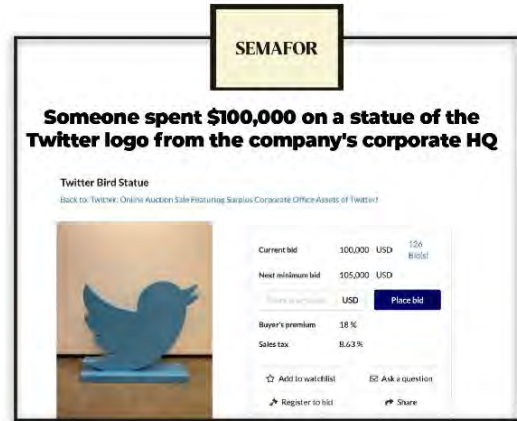 SEMAFOR
Someone spent $100,000 on a statue of the
Twitter logo from the company's corporate HQ
Twitter Bird Statue
Back to: Twitter: Online Auction Sale Featuring Surplus Corporate Office Assets of Twitter!
Current bid 100,000 USD 126 Bid(s)
Next minimum bid 105,000 USD
USD Place bid
Buyer's premium 18 %
Sales tax 8.63 %
Add to watchlist Ask a question
Register to bid Share